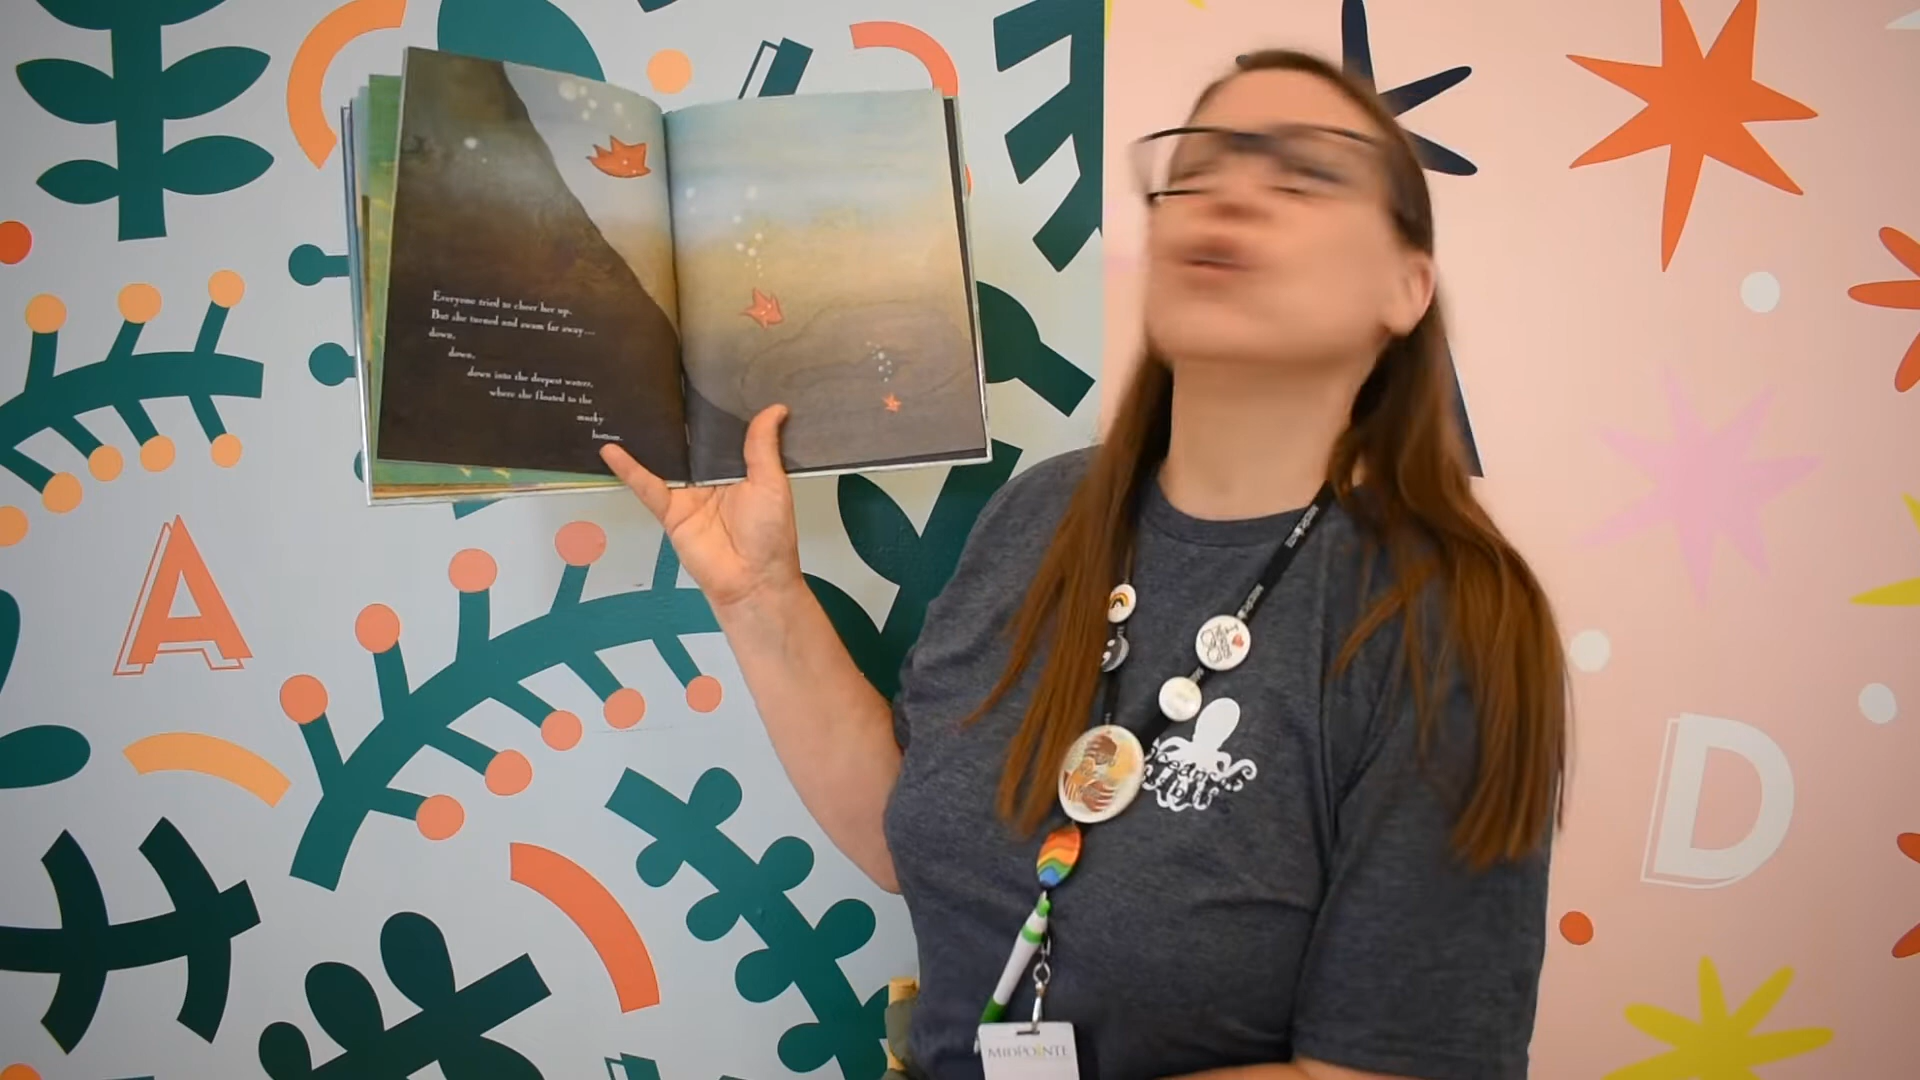 Everyone tried to cheer her up.
But she turned and swam far away....
down,
down,
down into the deepest waters,
where she floated to the
murky
bottom.
A
D
MIDPOINTE